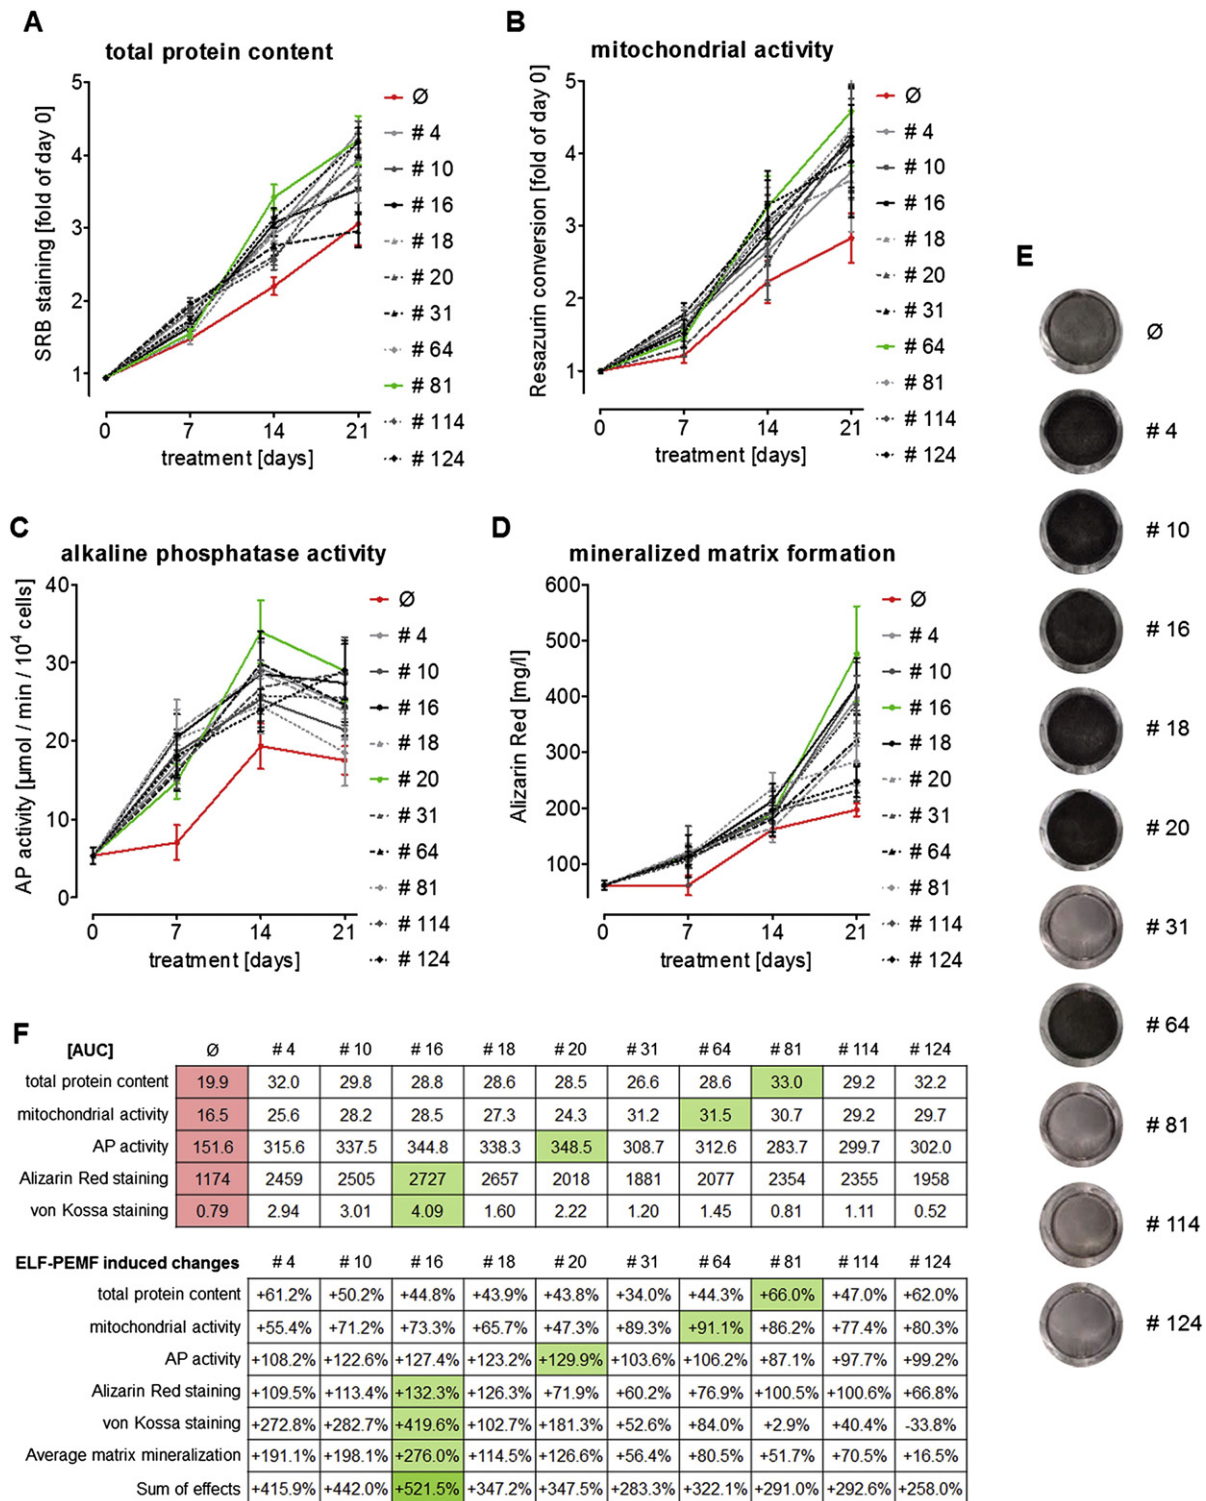 A
total protein content
SRB staining [fold of day 0]
5
4
3
2
1
0 7 14 21
treatment [days]
Ø
# 4
# 10
# 16
# 18
# 20
# 31
# 64
# 81
# 114
# 124
B
mitochondrial activity
Resazurin conversion [fold of day 0]
5
4
3
2
1
0 7 14 21
treatment [days]
Ø
# 4
# 10
# 16
# 18
# 20
# 31
# 64
# 81
# 114
# 124
C
alkaline phosphatase activity
AP activity [µmol / min / 10⁴ cells]
40
30
20
10
0
0 7 14 21
treatment [days]
Ø
# 4
# 10
# 16
# 18
# 20
# 31
# 64
# 81
# 114
# 124
D
mineralized matrix formation
Alizarin Red [mg/l]
600
500
400
300
200
100
0 7 14 21
treatment [days]
Ø
# 4
# 10
# 16
# 18
# 20
# 31
# 64
# 81
# 114
# 124
E
Ø
# 4
# 10
# 16
# 18
# 20
# 31
# 64
# 81
# 114
# 124
F
[AUC] Ø # 4 # 10 # 16 # 18 # 20 # 31 # 64 # 81 # 114 # 124
total protein content 19.9 32.0 29.8 28.8 28.6 28.5 26.6 28.6 33.0 29.2 32.2
mitochondrial activity 16.5 25.6 28.2 28.5 27.3 24.3 31.2 31.5 30.7 29.2 29.7
AP activity 151.6 315.6 337.5 344.8 338.3 348.5 308.7 312.6 283.7 299.7 302.0
Alizarin Red staining 1174 2459 2505 2727 2657 2018 1881 2077 2354 2355 1958
von Kossa staining 0.79 2.94 3.01 4.09 1.60 2.22 1.20 1.45 0.81 1.11 0.52
ELF-PEMF induced changes # 4 # 10 # 16 # 18 # 20 # 31 # 64 # 81 # 114 # 124
total protein content +61.2% +50.2% +44.8% +43.9% +43.8% +34.0% +44.3% +66.0% +47.0% +62.0%
mitochondrial activity +55.4% +71.2% +73.3% +65.7% +47.3% +89.3% +91.1% +86.2% +77.4% +80.3%
AP activity +108.2% +122.6% +127.4% +123.2% +129.9% +103.6% +106.2% +87.1% +97.7% +99.2%
Alizarin Red staining +109.5% +113.4% +132.3% +126.3% +71.9% +60.2% +76.9% +100.5% +100.6% +66.8%
von Kossa staining +272.8% +282.7% +419.6% +102.7% +181.3% +52.6% +84.0% +2.9% +40.4% -33.8%
Average matrix mineralization +191.1% +198.1% +276.0% +114.5% +126.6% +56.4% +80.5% +51.7% +70.5% +16.5%
Sum of effects +415.9% +442.0% +521.5% +347.2% +347.5% +283.3% +322.1% +291.0% +292.6% +258.0%